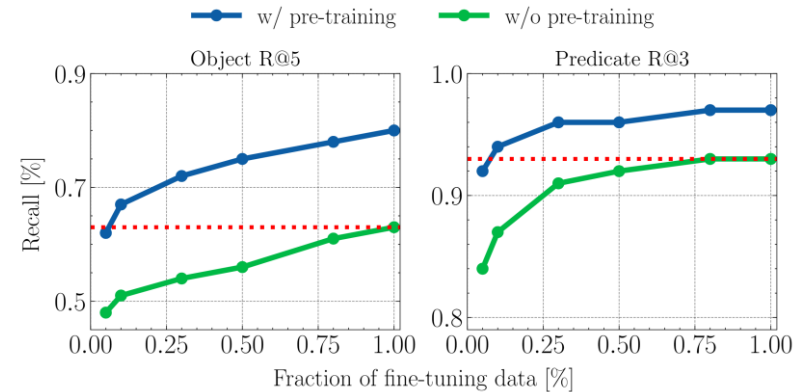 w/ pre-training w/o pre-training
Object R@5 Predicate R@3
0.9 1.0
0.7 0.9
0.5 0.8
Recall [%]
0.00 0.25 0.50 0.75 1.00 0.00 0.25 0.50 0.75 1.00
Fraction of fine-tuning data [%]